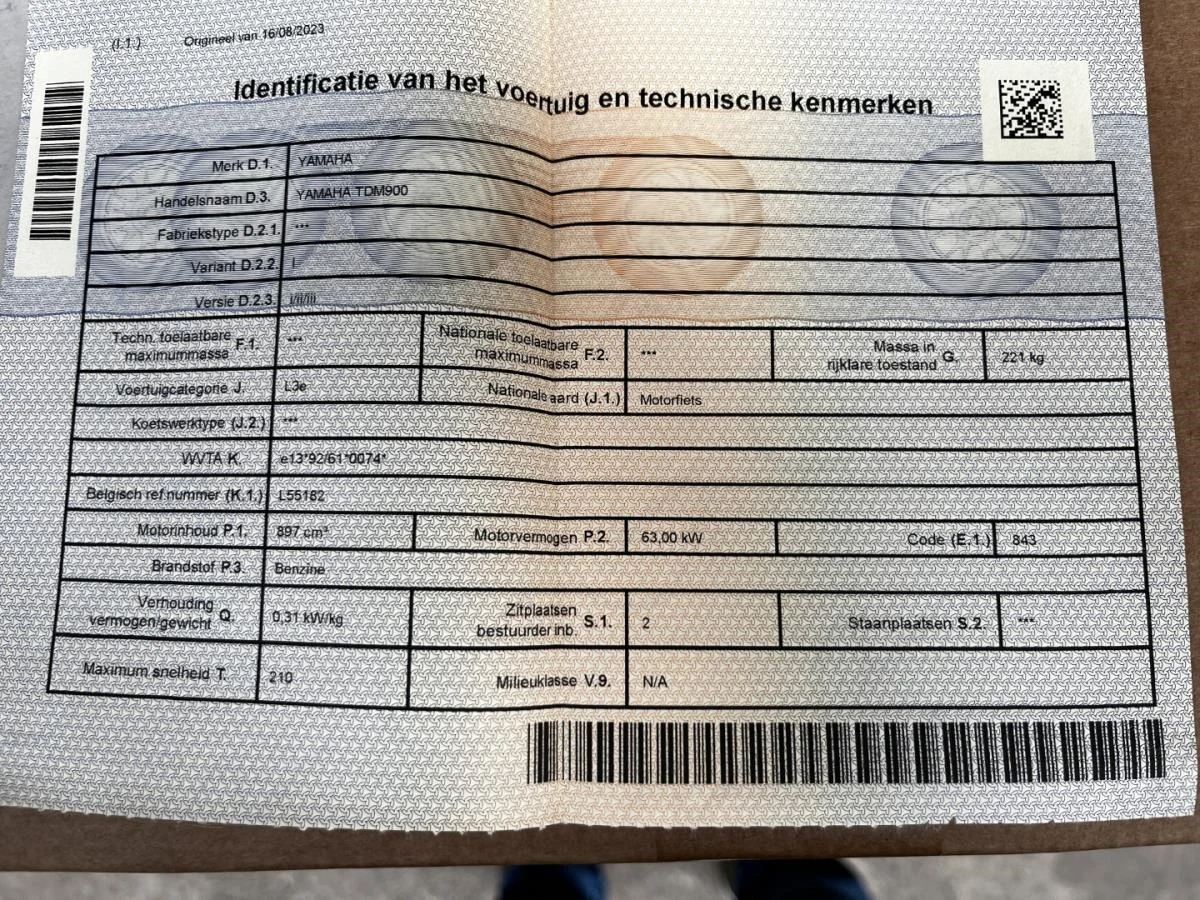 (I.1.) Origineel van 16/08/2023
Identificatie van het voertuig en technische kenmerken
Merk D.1. YAMAHA
Handelsnaam D.3. YAMAHA TDM900
Fabriekstype D.2.1. ***
Variant D.2.2. I
Versie D.2.3. i/ii/iii
Techn. toelaatbare maximummassa F.1. *** Nationale toelaatbare maximummassa F.2. *** Massa in rijklare toestand G. 221 kg
Voertuigcategorie J. L3e Nationale aard (J.1.) Motorfiets
Koetswerktype (J.2.) ***
WVTA K. e13*92/61*0074*
Belgisch ref.nummer (K.1.) L55182
Motorinhoud P.1. 897 cm³ Motorvermogen P.2. 63,00 kW Code (E.1.) 843
Brandstof P.3. Benzine
Verhouding vermogen/gewicht Q. 0,31 kW/kg Zitplaatsen bestuurder inb. S.1. 2 Staanplaatsen S.2. ***
Maximum snelheid T. 210 Milieuklasse V.9. N/A